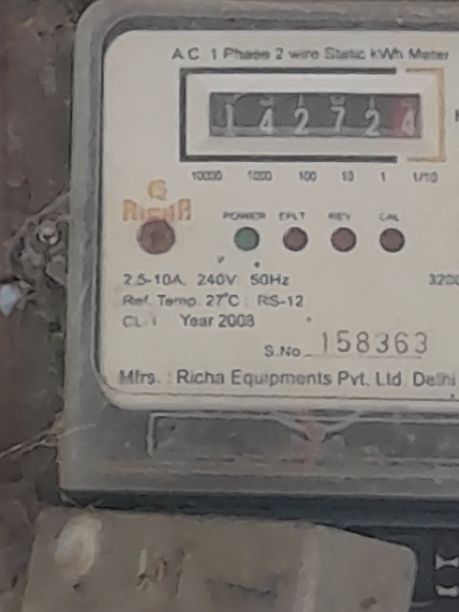 A.C. 1 Phase 2 wire Static kWh Meter
1 4 2 7 2 4
10000 1000 100 10 1 1/10
RICHA
POWER E/FLT REV CAL
2.5-10A, 240V 50Hz 3200
Ref. Temp. 27°C RS-12
CL-1 Year 2008
S.No 158363
Mfrs. : Richa Equipments Pvt. Ltd. Delhi